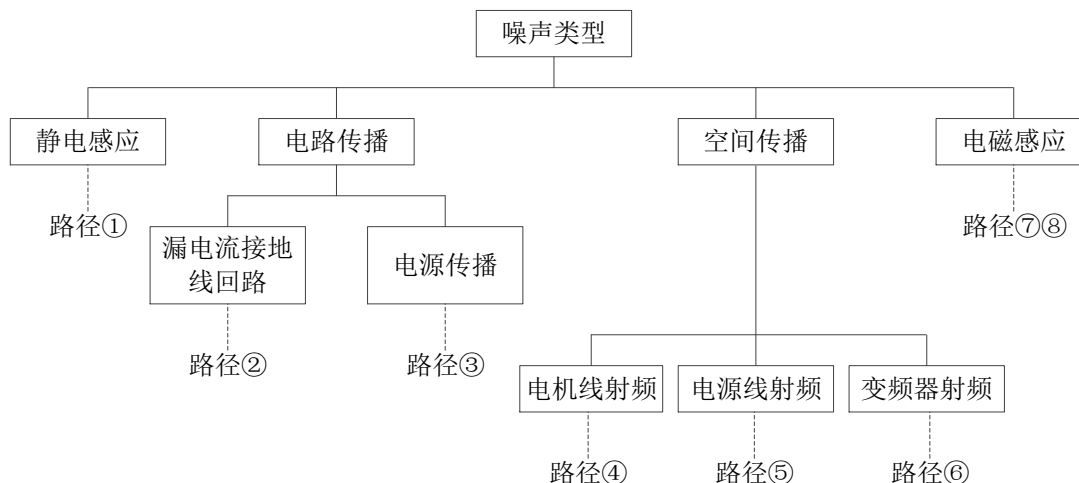 噪声类型
静电感应
电路传播
空间传播
电磁感应
路径①
路径⑦⑧
漏电流接地
线回路
电源传播
路径②
路径③
电机线射频
电源线射频
变频器射频
路径④
路径⑤
路径⑥